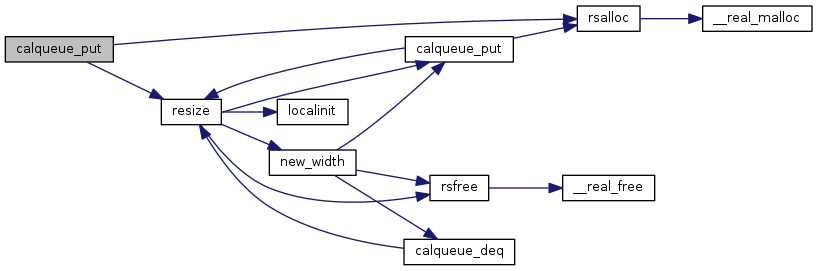 calqueue_put
resize
calqueue_put
localinit
new_width
rsfree
calqueue_deq
rsalloc
__real_malloc
__real_free